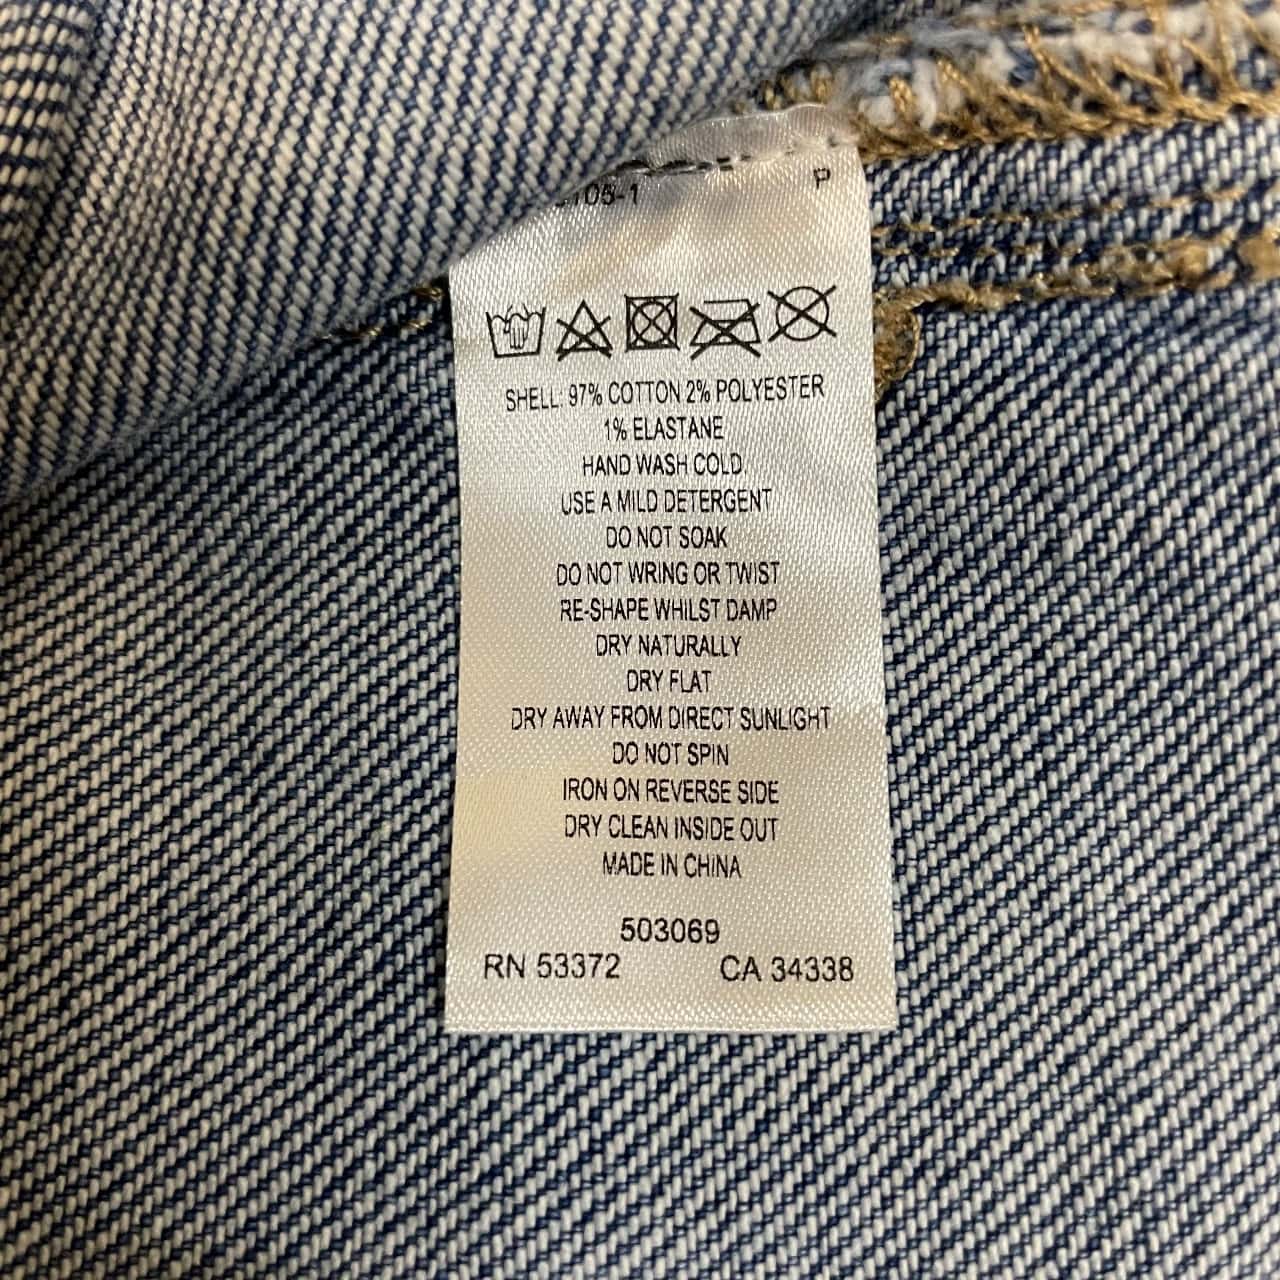 P
SHELL: 97% COTTON 2% POLYESTER
1% ELASTANE
HAND WASH COLD
USE A MILD DETERGENT
DO NOT SOAK
DO NOT WRING OR TWIST
RE-SHAPE WHILST DAMP
DRY NATURALLY
DRY FLAT
DRY AWAY FROM DIRECT SUNLIGHT
DO NOT SPIN
IRON ON REVERSE SIDE
DRY CLEAN INSIDE OUT
MADE IN CHINA
503069
RN 53372 CA 34338